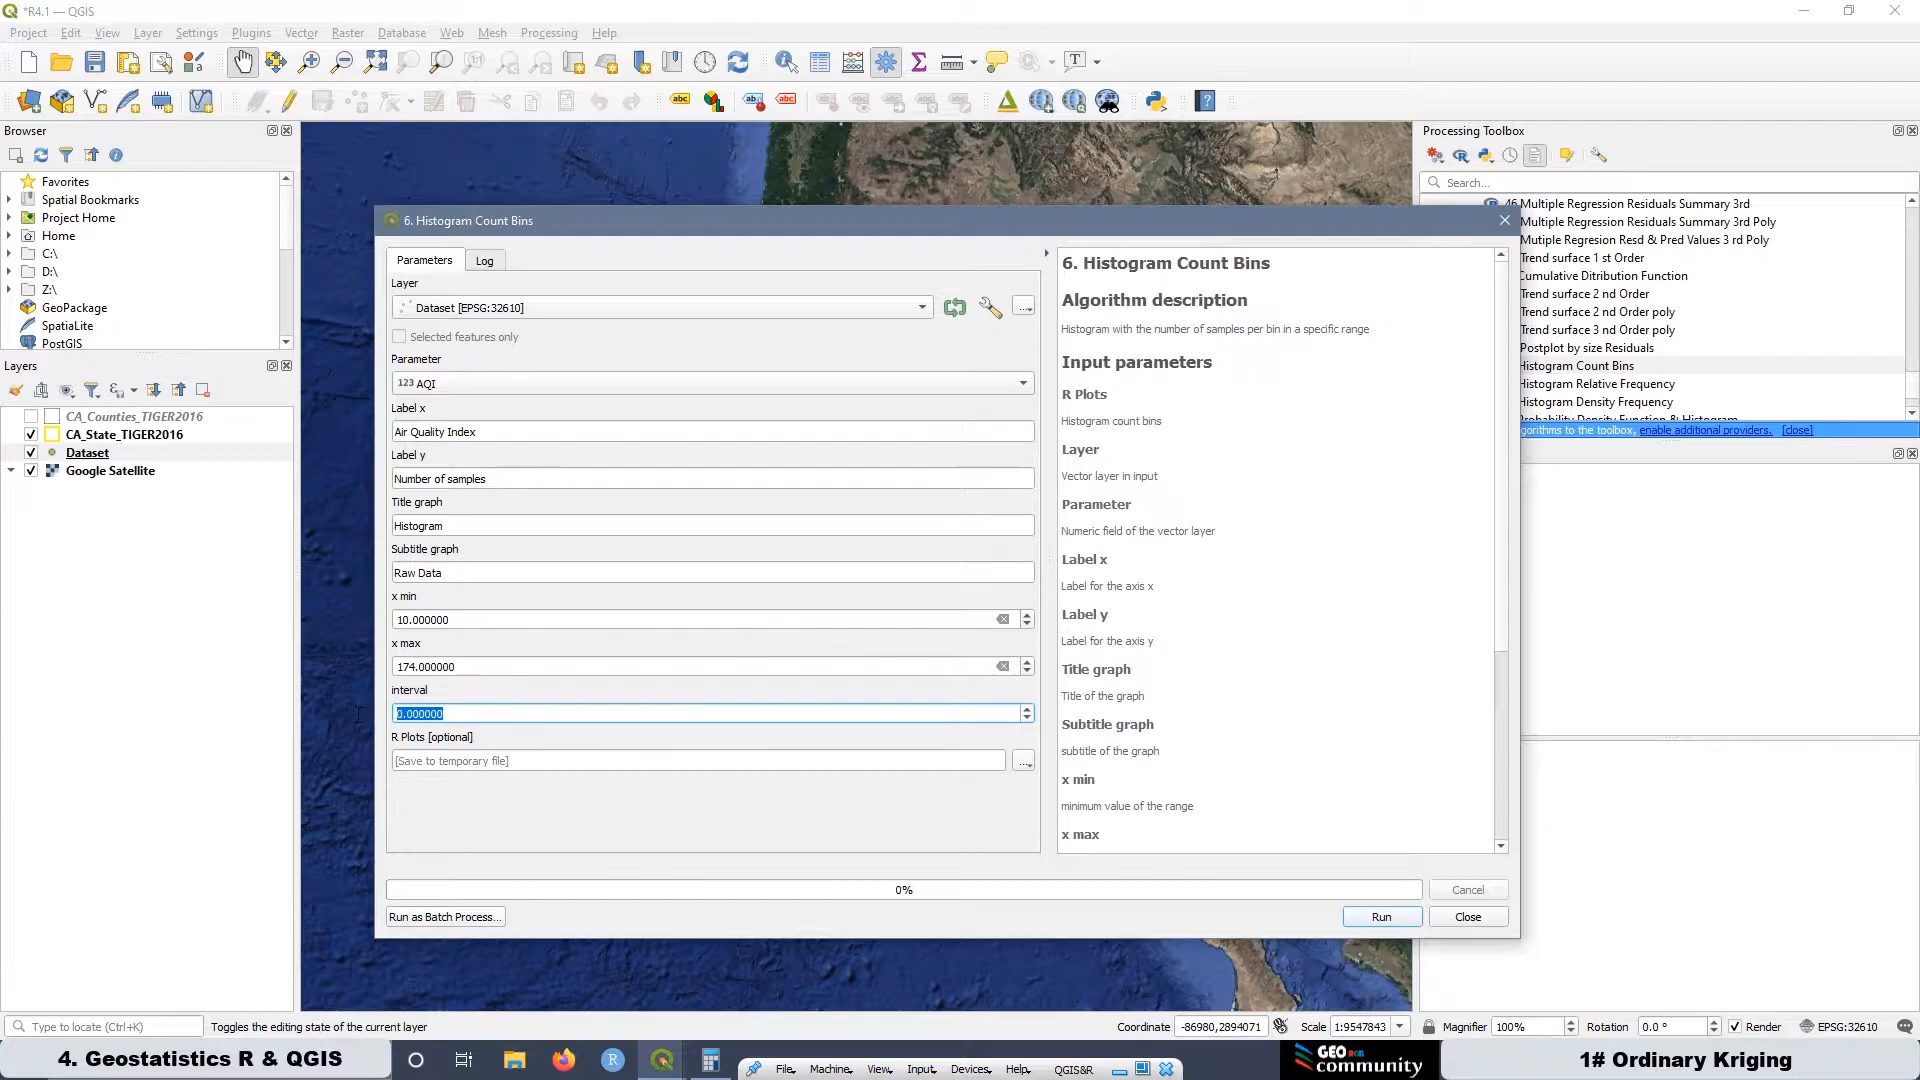 *R4.1 — QGIS
Project Edit View Layer Settings Plugins Vector Raster Database Web Mesh Processing Help
Browser
Favorites
Spatial Bookmarks
Project Home
Home
C:\
D:\
Z:\
GeoPackage
SpatiaLite
PostGIS
Layers
CA_Counties_TIGER2016
CA_State_TIGER2016
Dataset
Google Satellite
6. Histogram Count Bins
Parameters Log
Layer
Dataset [EPSG:32610]
Selected features only
Parameter
123 AQI
Label x
Air Quality Index
Label y
Number of samples
Title graph
Histogram
Subtitle graph
Raw Data
x min
10.000000
x max
174.000000
interval
0.000000
R Plots [optional]
[Save to temporary file]
0%
Run as Batch Process...
Cancel
Run
Close
6. Histogram Count Bins
Algorithm description
Histogram with the number of samples per bin in a specific range
Input parameters
R Plots
Histogram count bins
Layer
Vector layer in input
Parameter
Numeric field of the vector layer
Label x
Label for the axis x
Label y
Label for the axis y
Title graph
Title of the graph
Subtitle graph
subtitle of the graph
x min
minimum value of the range
x max
Processing Toolbox
Search...
46 Multiple Regression Residuals Summary 3rd
Multiple Regression Residuals Summary 3rd Poly
Mutiple Regresion Resd & Pred Values 3 rd Poly
Trend surface 1 st Order
Cumulative Ditribution Function
Trend surface 2 nd Order
Trend surface 2 nd Order poly
Trend surface 3 nd Order poly
Postplot by size Residuals
Histogram Count Bins
Histogram Relative Frequency
Histogram Density Frequency
Probability Density Function & Histogram
gorithms to the toolbox, enable additional providers. [close]
Type to locate (Ctrl+K)
Toggles the editing state of the current layer
Coordinate -86980,2894071 Scale 1:9547843 Magnifier 100% Rotation 0.0 ° Render EPSG:32610
4. Geostatistics R & QGIS
File Machine View Input Devices Help QGIS&R
GEO RGB community
1# Ordinary Kriging